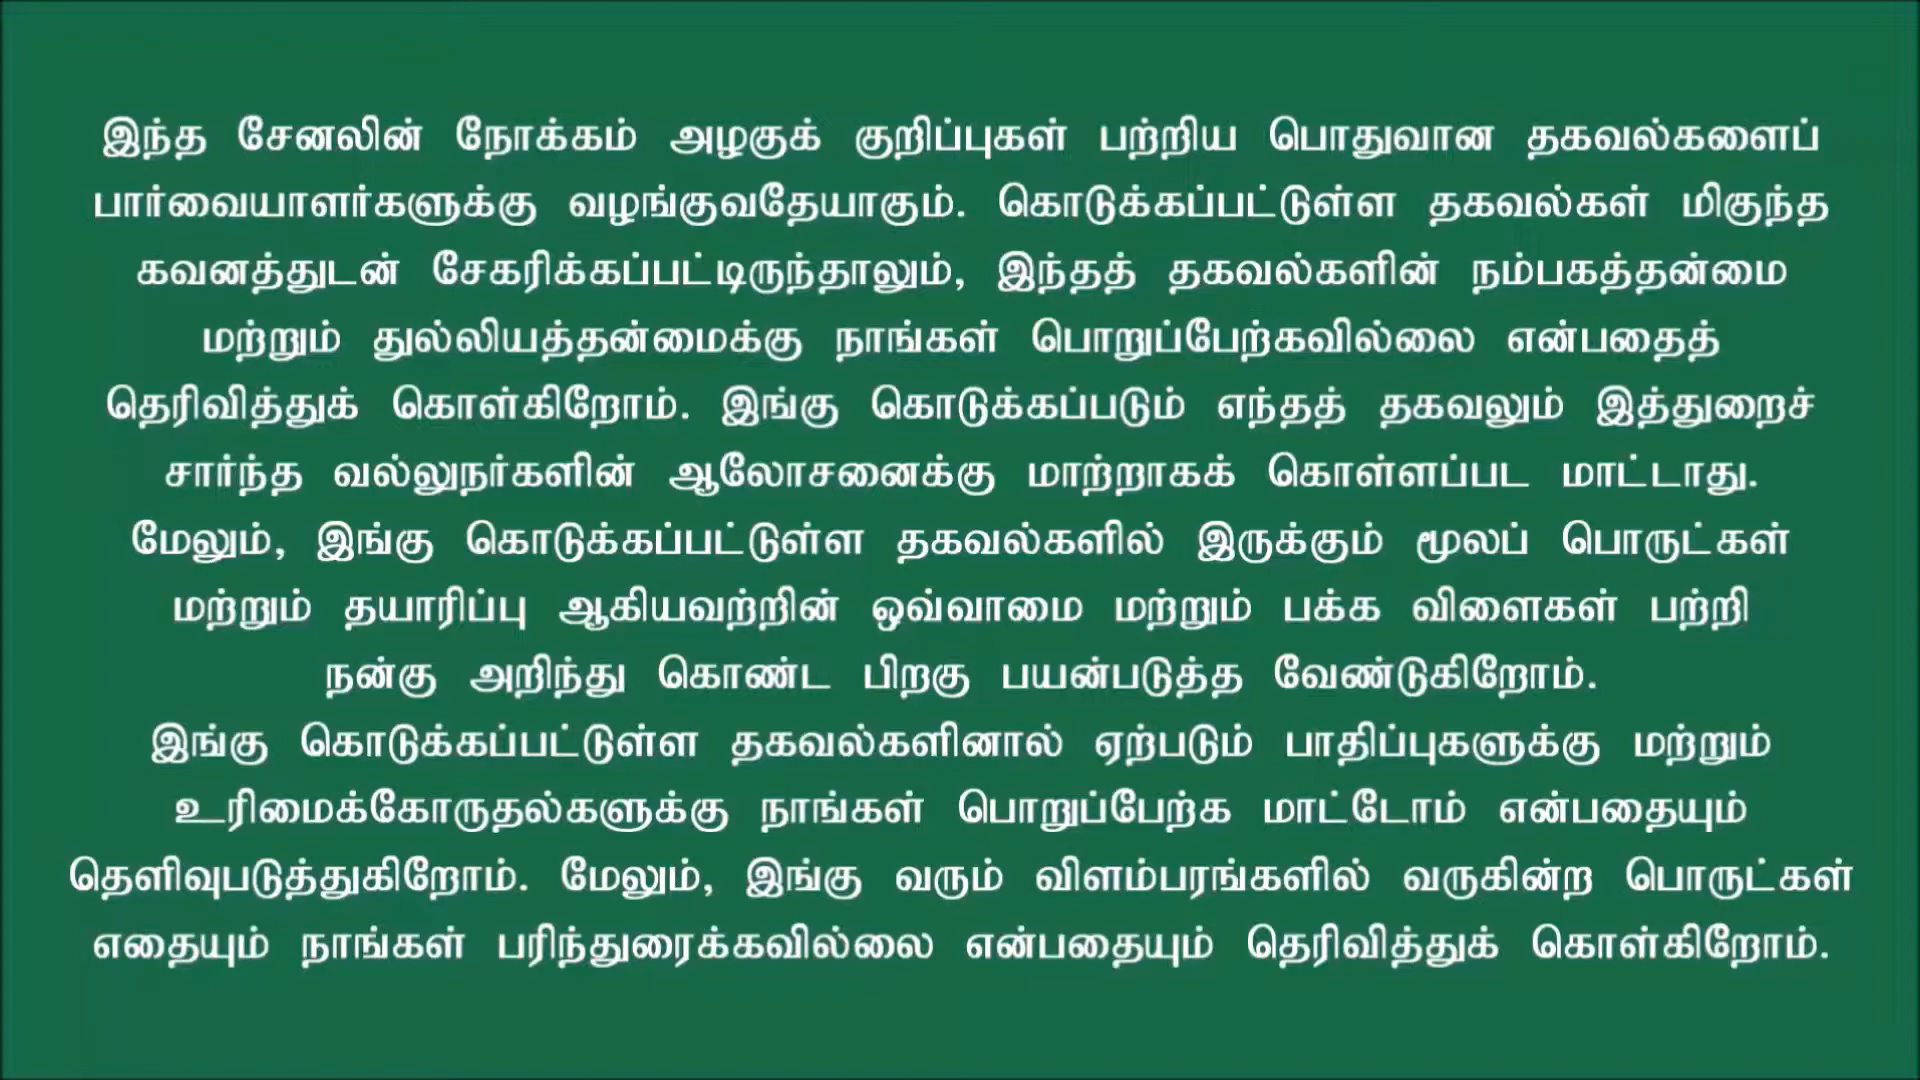 இந்த சேனலின் நோக்கம் அழகுக் குறிப்புகள் பற்றிய பொதுவான தகவல்களைப்
பார்வையாளர்களுக்கு வழங்குவதேயாகும். கொடுக்கப்பட்டுள்ள தகவல்கள் மிகுந்த
கவனத்துடன் சேகரிக்கப்பட்டிருந்தாலும், இந்தத் தகவல்களின் நம்பகத்தன்மை
மற்றும் துல்லியத்தன்மைக்கு நாங்கள் பொறுப்பேற்கவில்லை என்பதைத்
தெரிவித்துக் கொள்கிறோம். இங்கு கொடுக்கப்படும் எந்தத் தகவலும் இத்துறைச்
சார்ந்த வல்லுநர்களின் ஆலோசனைக்கு மாற்றாகக் கொள்ளப்பட மாட்டாது.
மேலும், இங்கு கொடுக்கப்பட்டுள்ள தகவல்களில் இருக்கும் மூலப் பொருட்கள்
மற்றும் தயாரிப்பு ஆகியவற்றின் ஒவ்வாமை மற்றும் பக்க விளைகள் பற்றி
நன்கு அறிந்து கொண்ட பிறகு பயன்படுத்த வேண்டுகிறோம்.
இங்கு கொடுக்கப்பட்டுள்ள தகவல்களினால் ஏற்படும் பாதிப்புகளுக்கு மற்றும்
உரிமைக்கோருதல்களுக்கு நாங்கள் பொறுப்பேற்க மாட்டோம் என்பதையும்
தெளிவுபடுத்துகிறோம். மேலும், இங்கு வரும் விளம்பரங்களில் வருகின்ற பொருட்கள்
எதையும் நாங்கள் பரிந்துரைக்கவில்லை என்பதையும் தெரிவித்துக் கொள்கிறோம்.